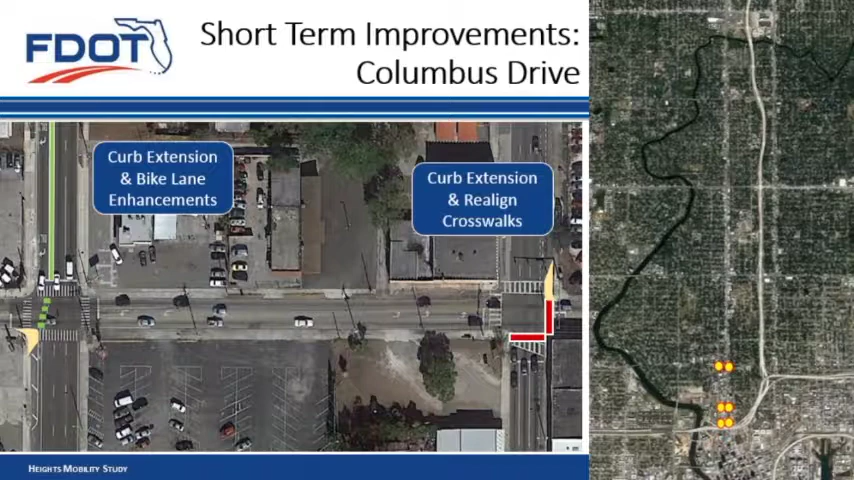 FDOT
Short Term Improvements:
Columbus Drive
Curb Extension
& Bike Lane
Enhancements
Curb Extension
& Realign
Crosswalks
HEIGHTS MOBILITY STUDY